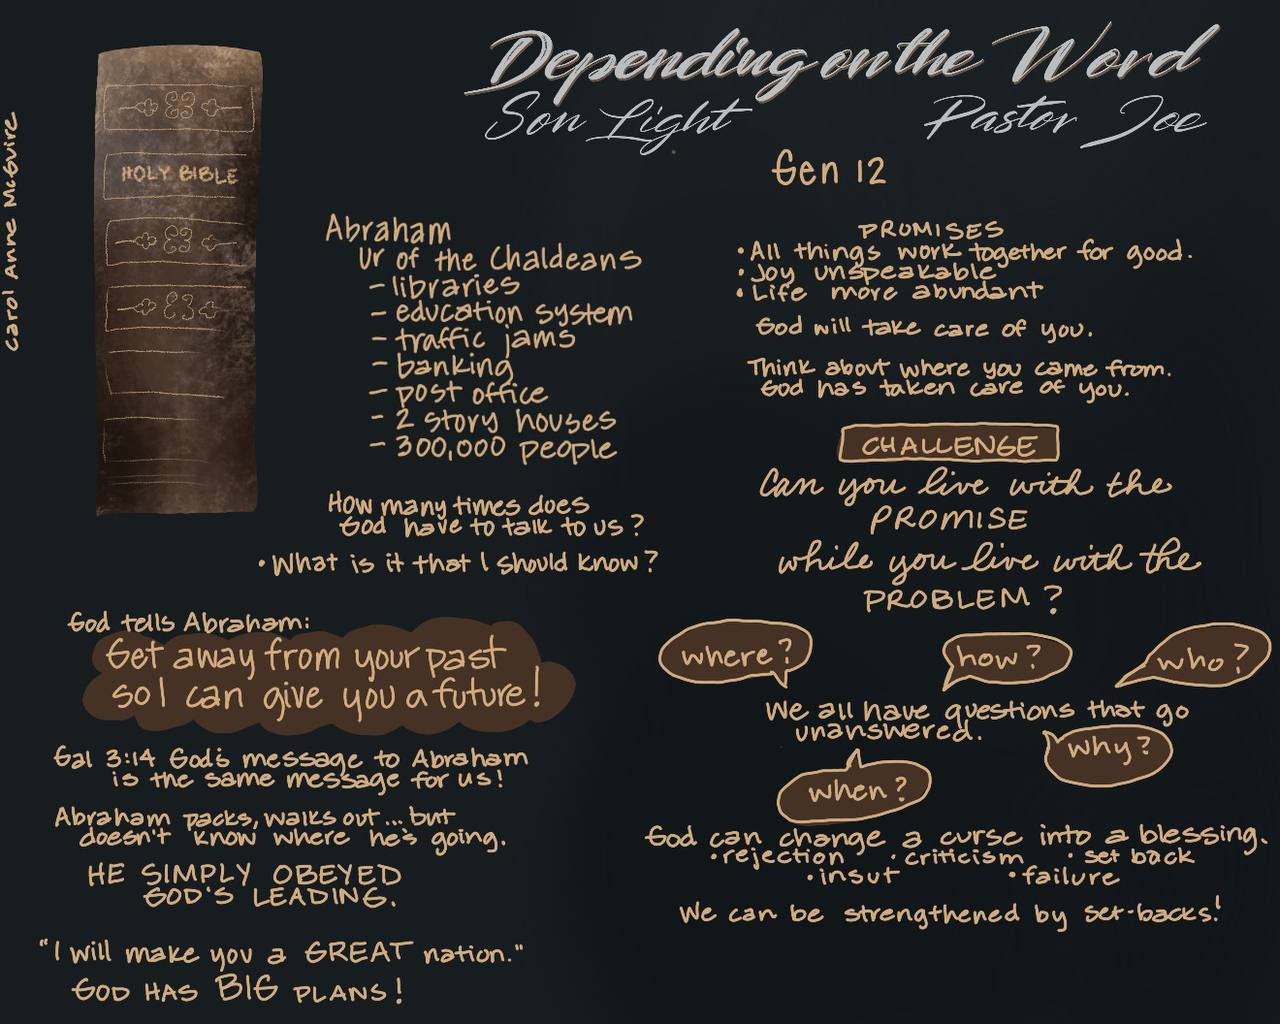 Depending on the Word
Son Light Pastor Joe
Gen 12
Carol Anne McGuire
HOLY BIBLE
Abraham
Ur of the Chaldeans
- libraries
- education system
- traffic jams
- banking
- post office
- 2 story houses
- 300,000 people
How many times does
God have to talk to us?
• What is it that I should know?
God tells Abraham:
Get away from your past
so I can give you a future!
Gal 3:14 God's message to Abraham
is the same message for us!
Abraham packs, walks out... but
doesn't know where he's going.
HE SIMPLY OBEYED
GOD'S LEADING.
"I will make you a GREAT nation."
GOD HAS BIG PLANS!
PROMISES
• All things work together for good.
• Joy unspeakable
• Life more abundant
God will take care of you.
Think about where you came from.
God has taken care of you.
CHALLENGE
Can you live with the
PROMISE
while you live with the
PROBLEM?
where?
how?
who?
We all have questions that go
unanswered.
why?
when?
God can change a curse into a blessing.
• rejection • criticism • set back
• insut • failure
We can be strengthened by set-backs!